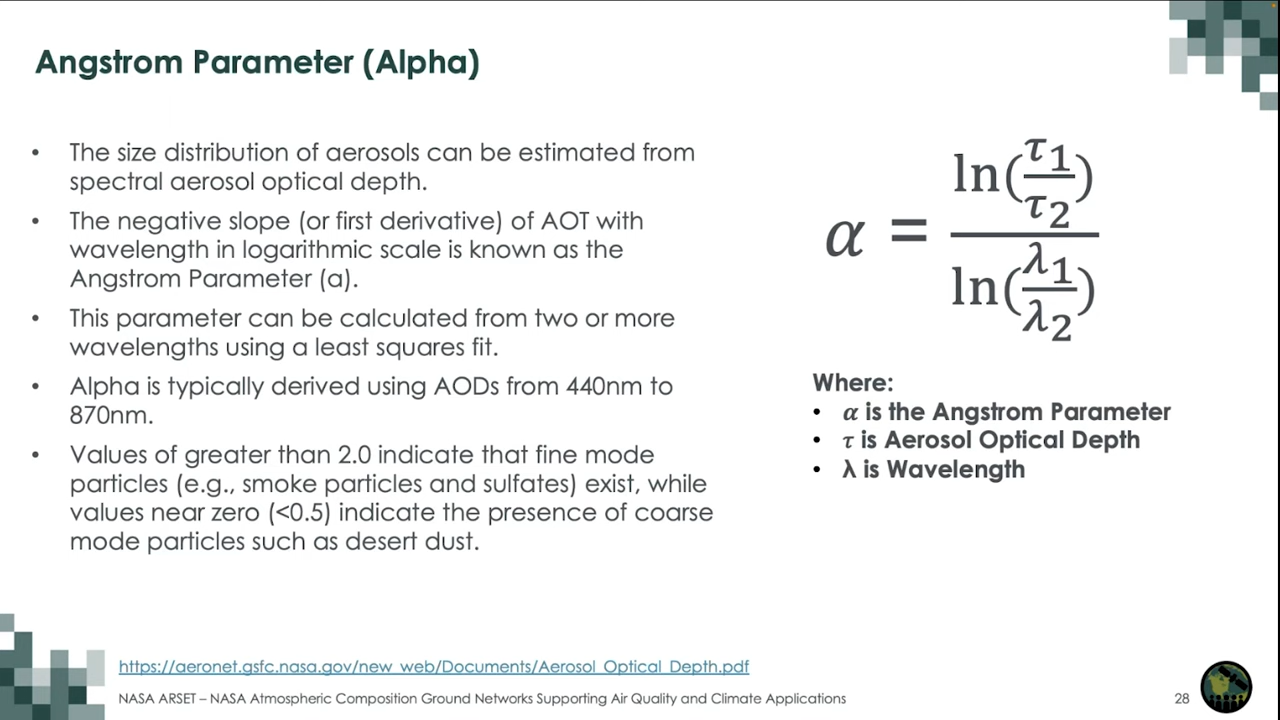 Angstrom Parameter (Alpha)
• The size distribution of aerosols can be estimated from
spectral aerosol optical depth.
• The negative slope (or first derivative) of AOT with
wavelength in logarithmic scale is known as the
Angstrom Parameter (α).
• This parameter can be calculated from two or more
wavelengths using a least squares fit.
• Alpha is typically derived using AODs from 440nm to
870nm.
• Values of greater than 2.0 indicate that fine mode
particles (e.g., smoke particles and sulfates) exist, while
values near zero (<0.5) indicate the presence of coarse
mode particles such as desert dust.
α = ln(τ₁/τ₂) / ln(λ₁/λ₂)
Where:
• α is the Angstrom Parameter
• τ is Aerosol Optical Depth
• λ is Wavelength
https://aeronet.gsfc.nasa.gov/new_web/Documents/Aerosol_Optical_Depth.pdf
NASA ARSET – NASA Atmospheric Composition Ground Networks Supporting Air Quality and Climate Applications
28